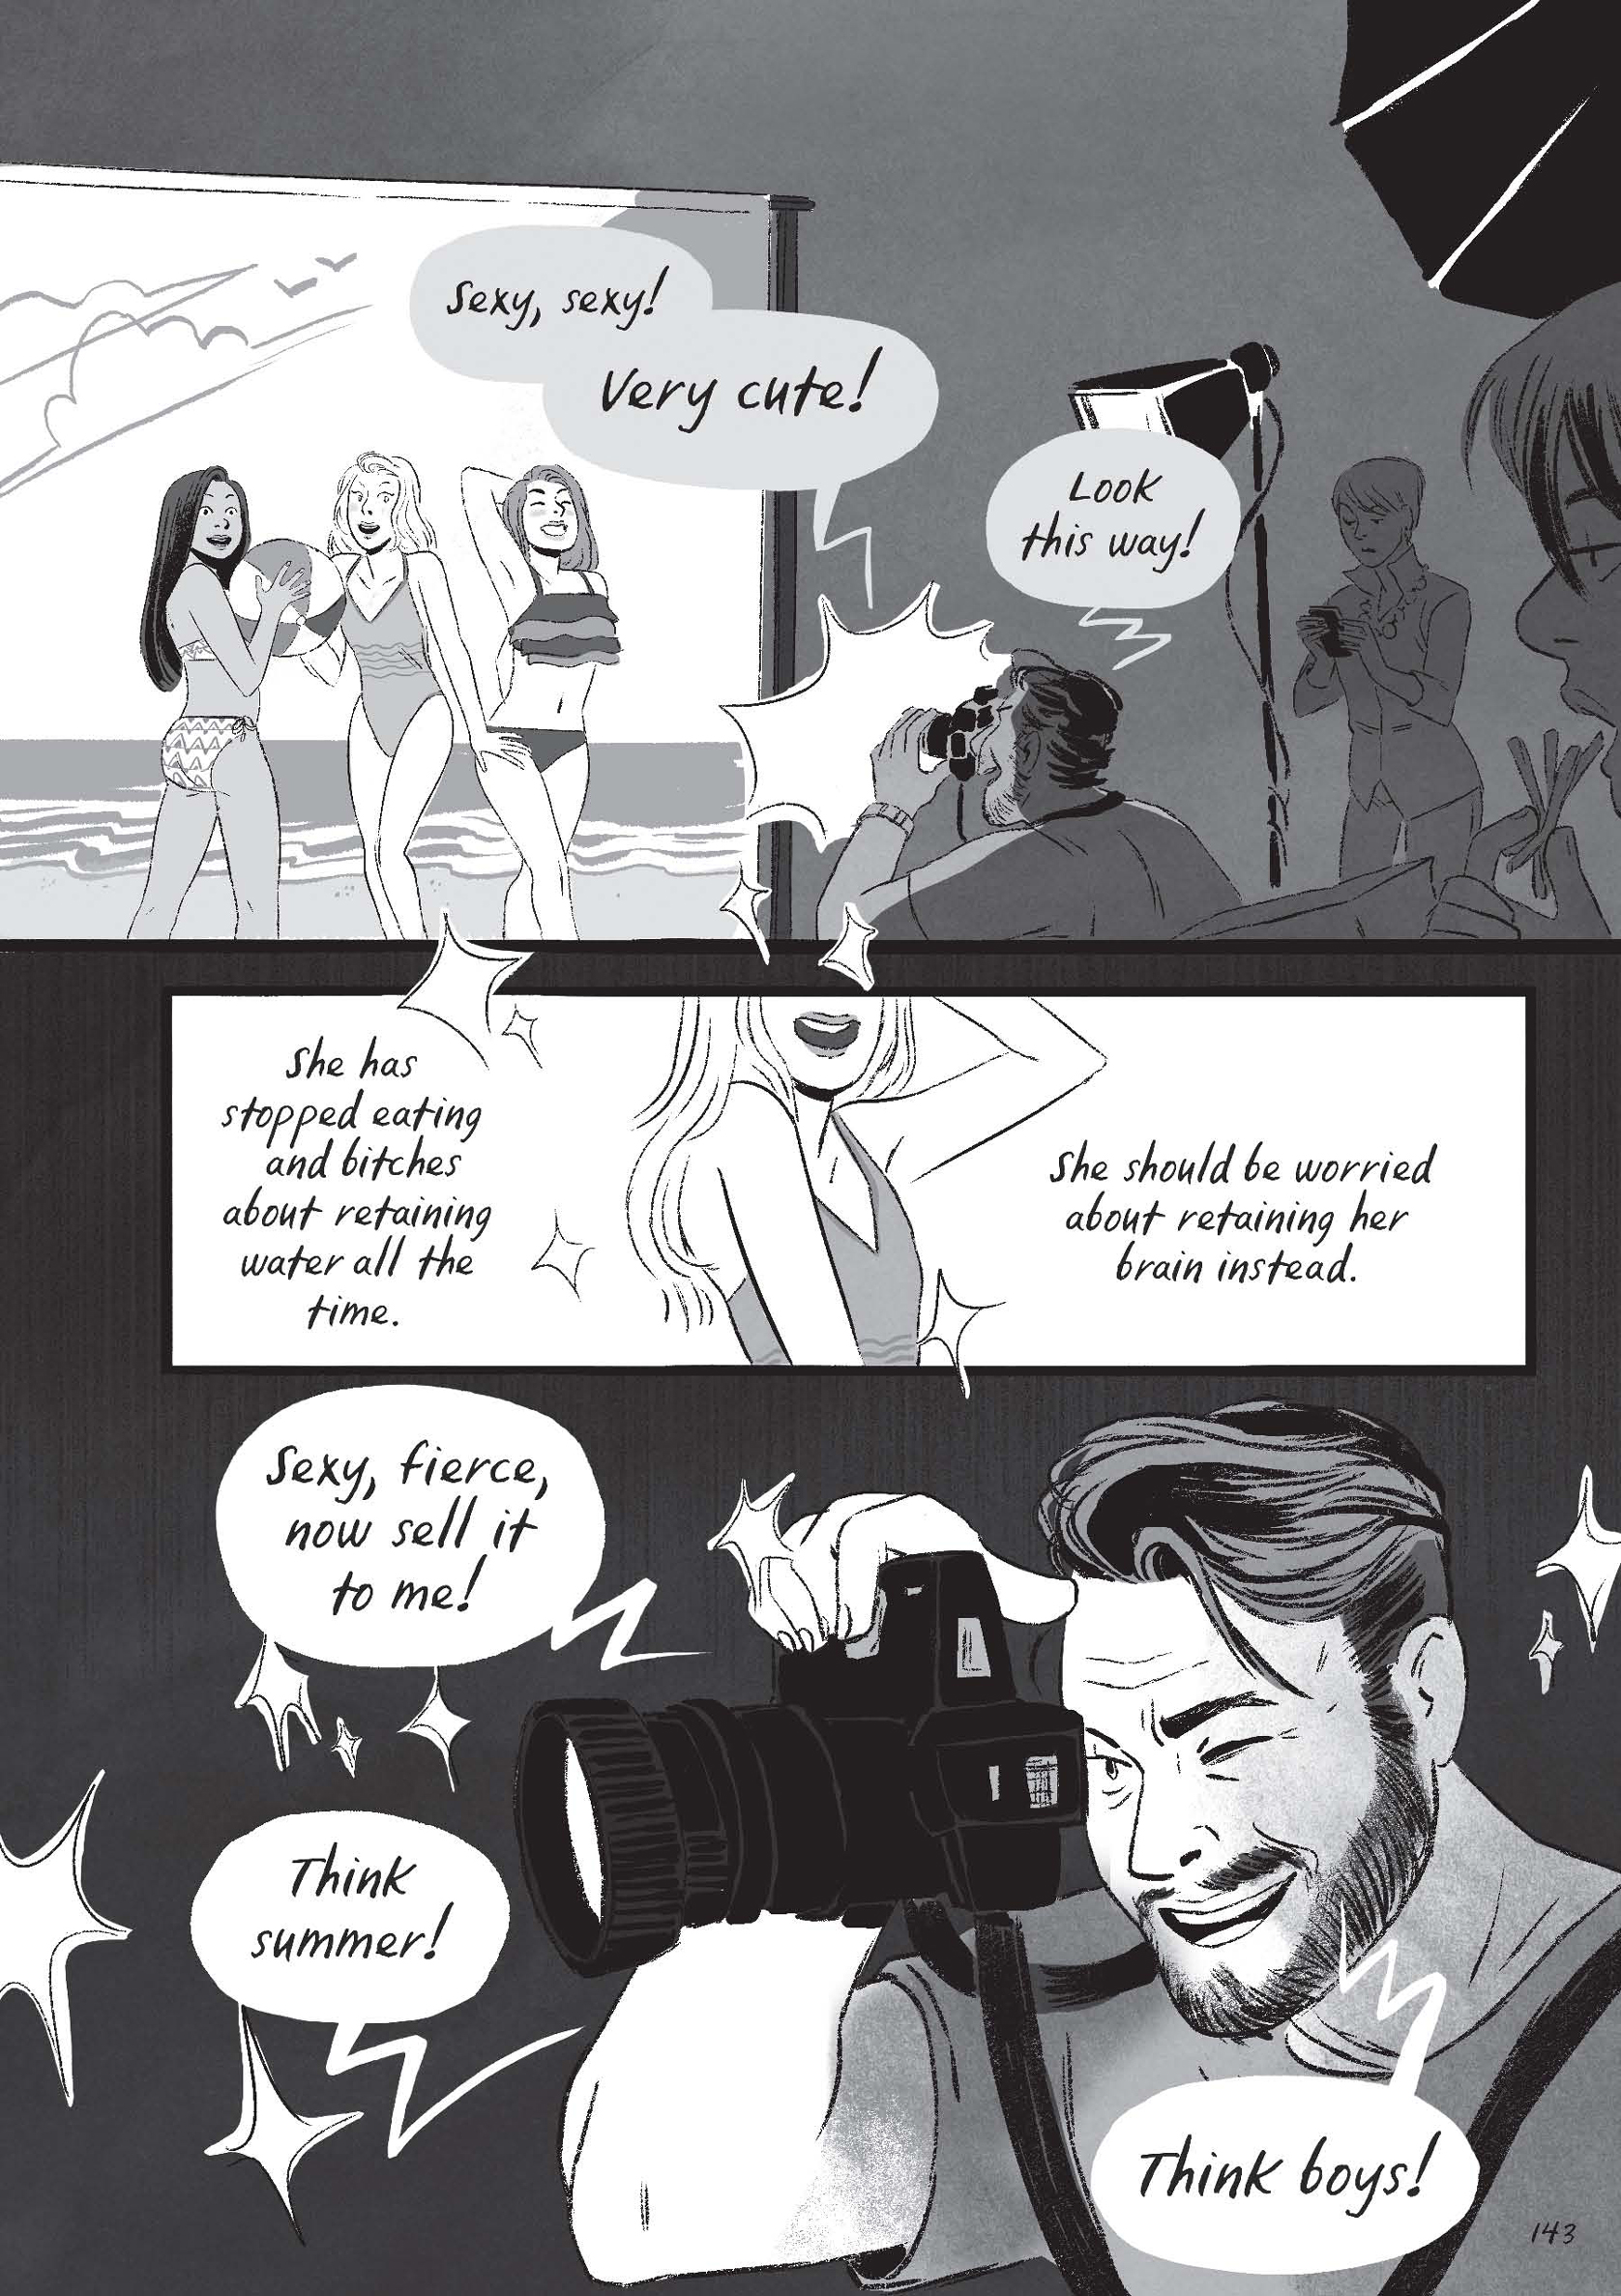 Sexy, sexy!
Very cute!
Look
this way!
She has
stopped eating
and bitches
about retaining
water all the
time.
She should be worried
about retaining her
brain instead.
Sexy, fierce,
now sell it
to me!
Think
summer!
Think boys!
143